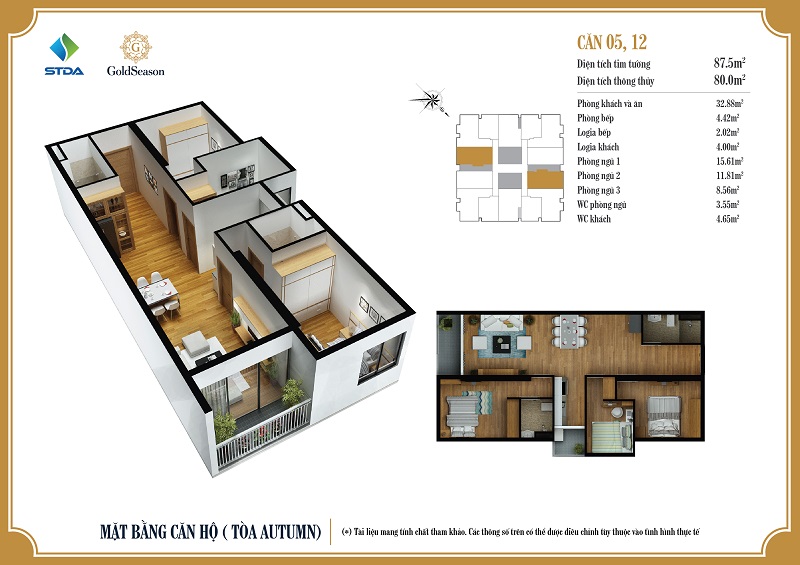 STDA
G
GoldSeason
CĂN 05, 12
Diện tích tim tường 87.5m²
Diện tích thông thủy 80.0m²
Phòng khách và ăn 32.88m²
Phòng bếp 4.42m²
Logia bếp 2.02m²
Logia khách 4.00m²
Phòng ngủ 1 15.61m²
Phòng ngủ 2 11.81m²
Phòng ngủ 3 8.56m²
WC phòng ngủ 3.55m²
WC khách 4.65m²
MẶT BẰNG CĂN HỘ ( TÒA AUTUMN)
(*) Tài liệu mang tính chất tham khảo. Các thông số trên có thể được điều chỉnh tùy thuộc vào tình hình thực tế